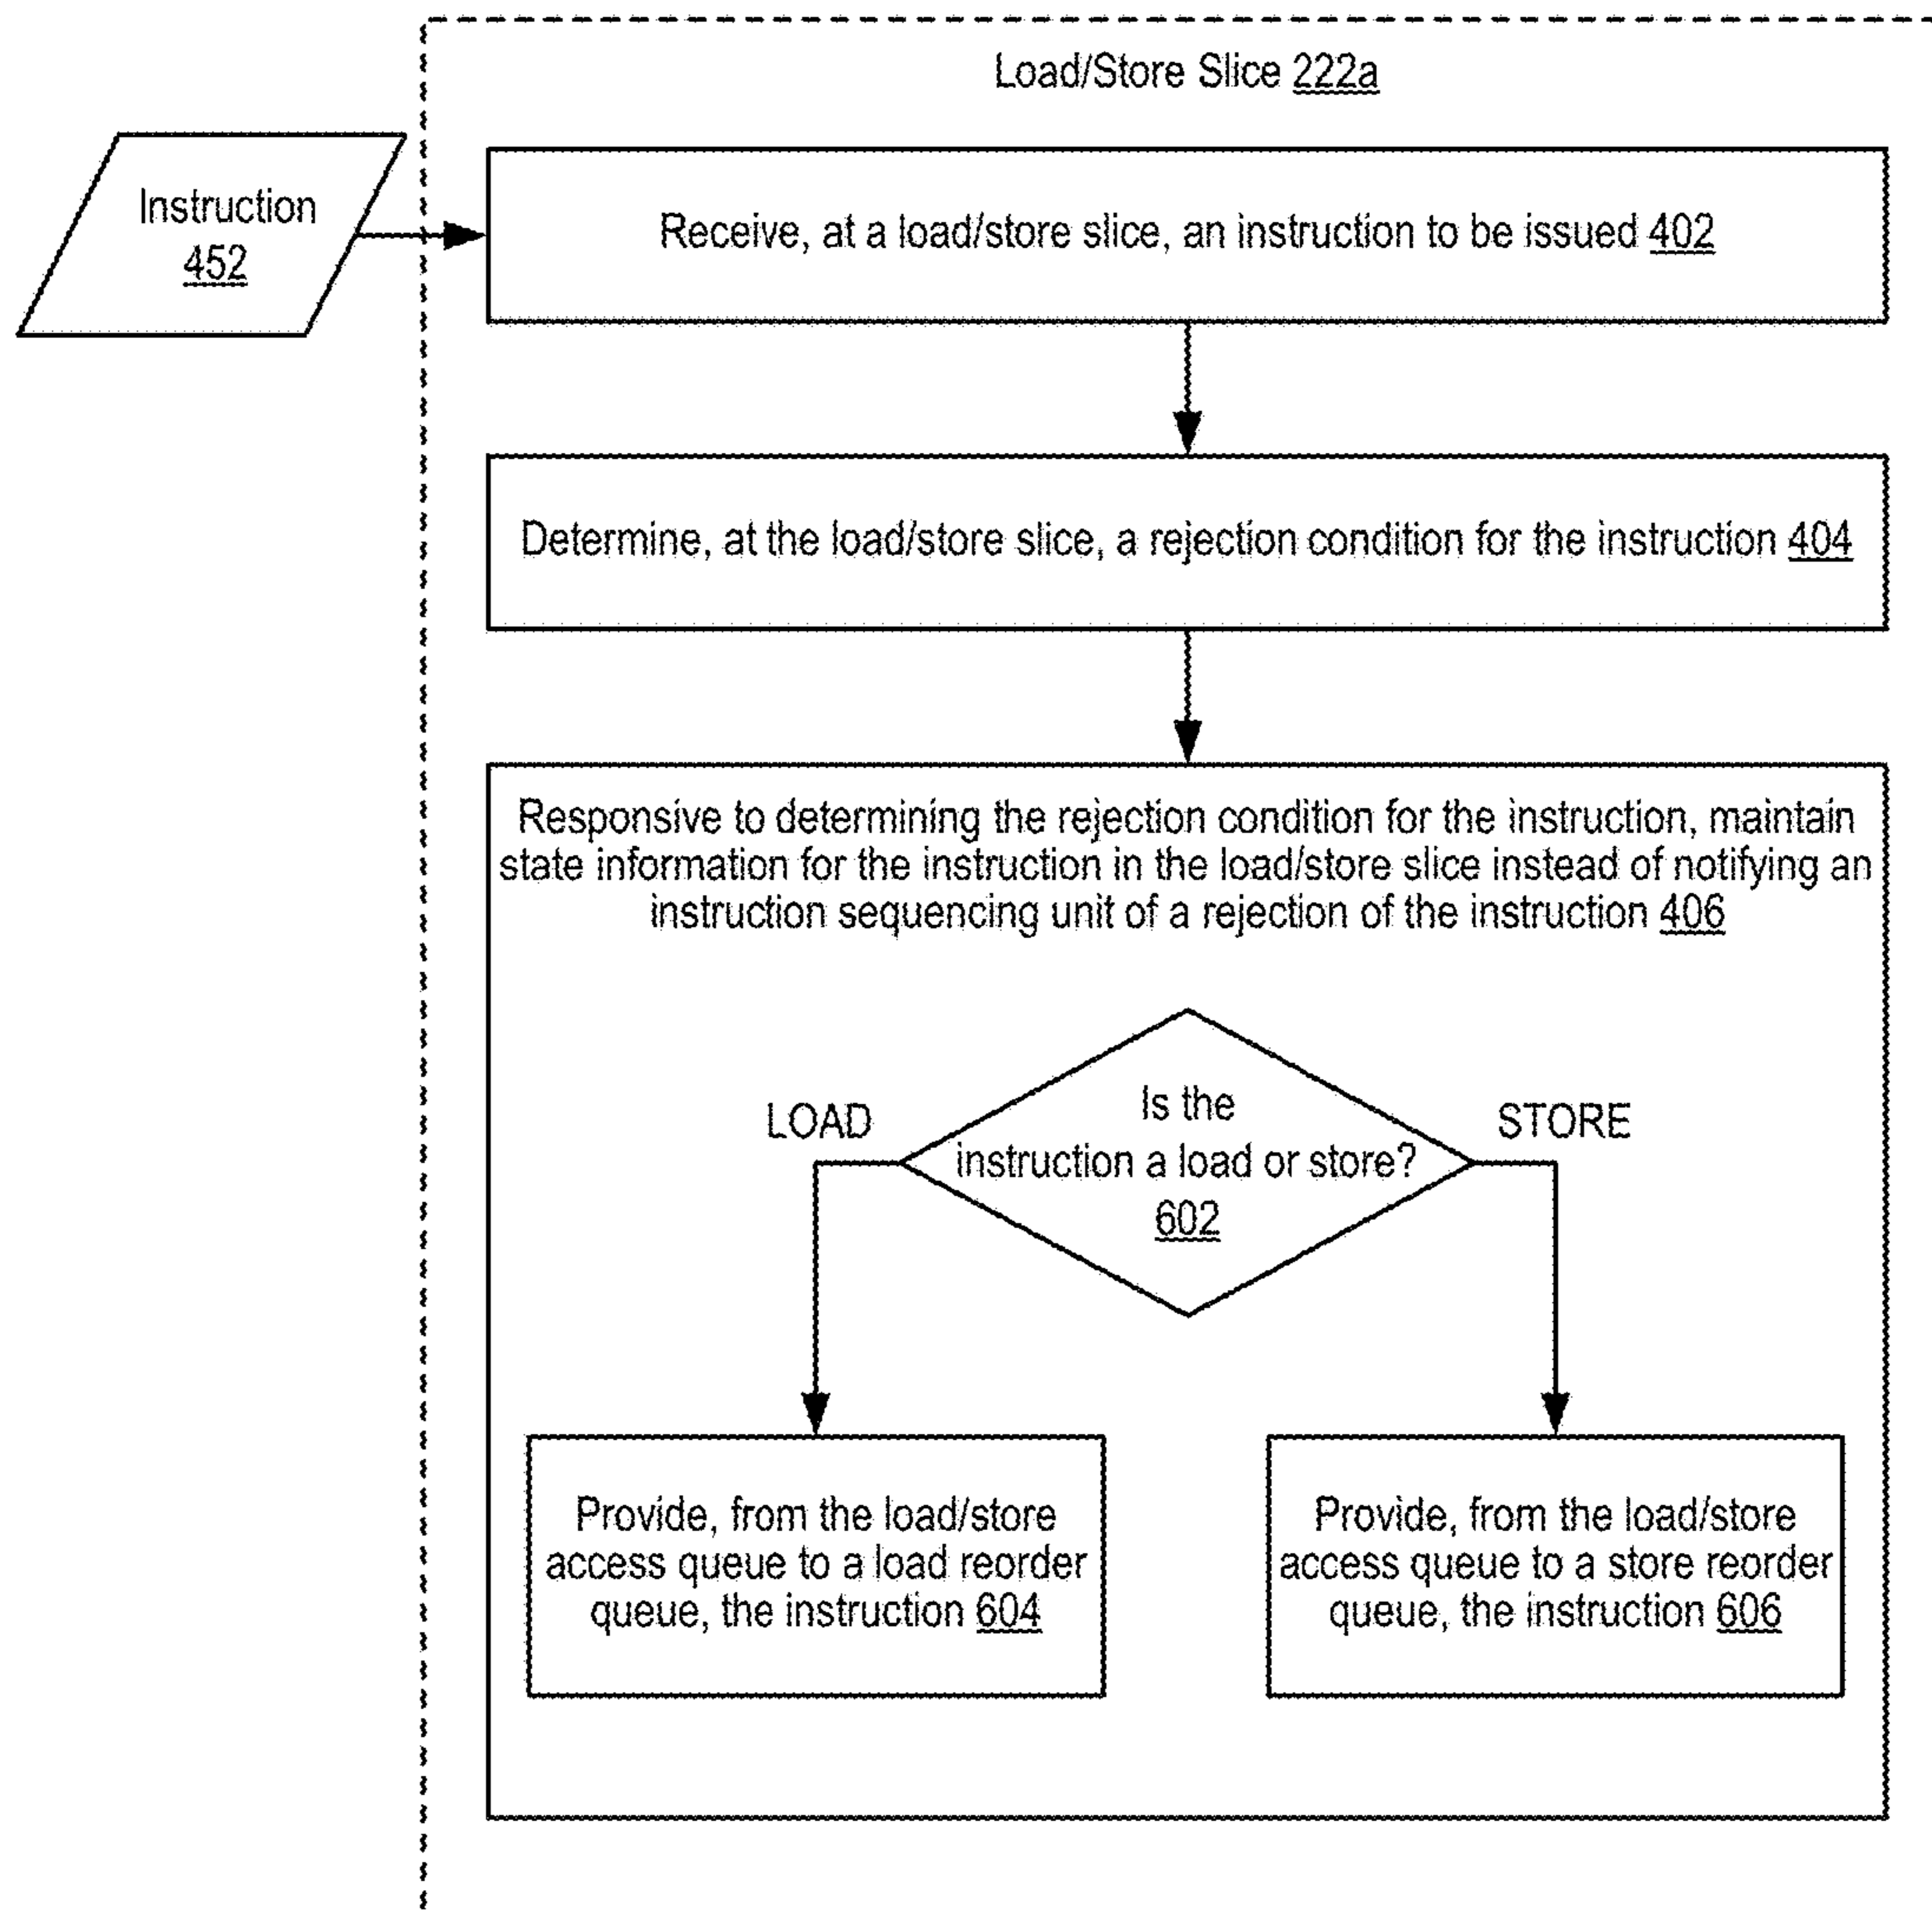 Load/Store Slice 222a
Instruction
452
Receive, at a load/store slice, an instruction to be issued 402
Determine, at the load/store slice, a rejection condition for the instruction 404
Responsive to determining the rejection condition for the instruction, maintain
state information for the instruction in the load/store slice instead of notifying an
instruction sequencing unit of a rejection of the instruction 406
LOAD
Is the
instruction a load or store?
602
STORE
Provide, from the load/store
access queue to a load reorder
queue, the instruction 604
Provide, from the load/store
access queue to a store reorder
queue, the instruction 606